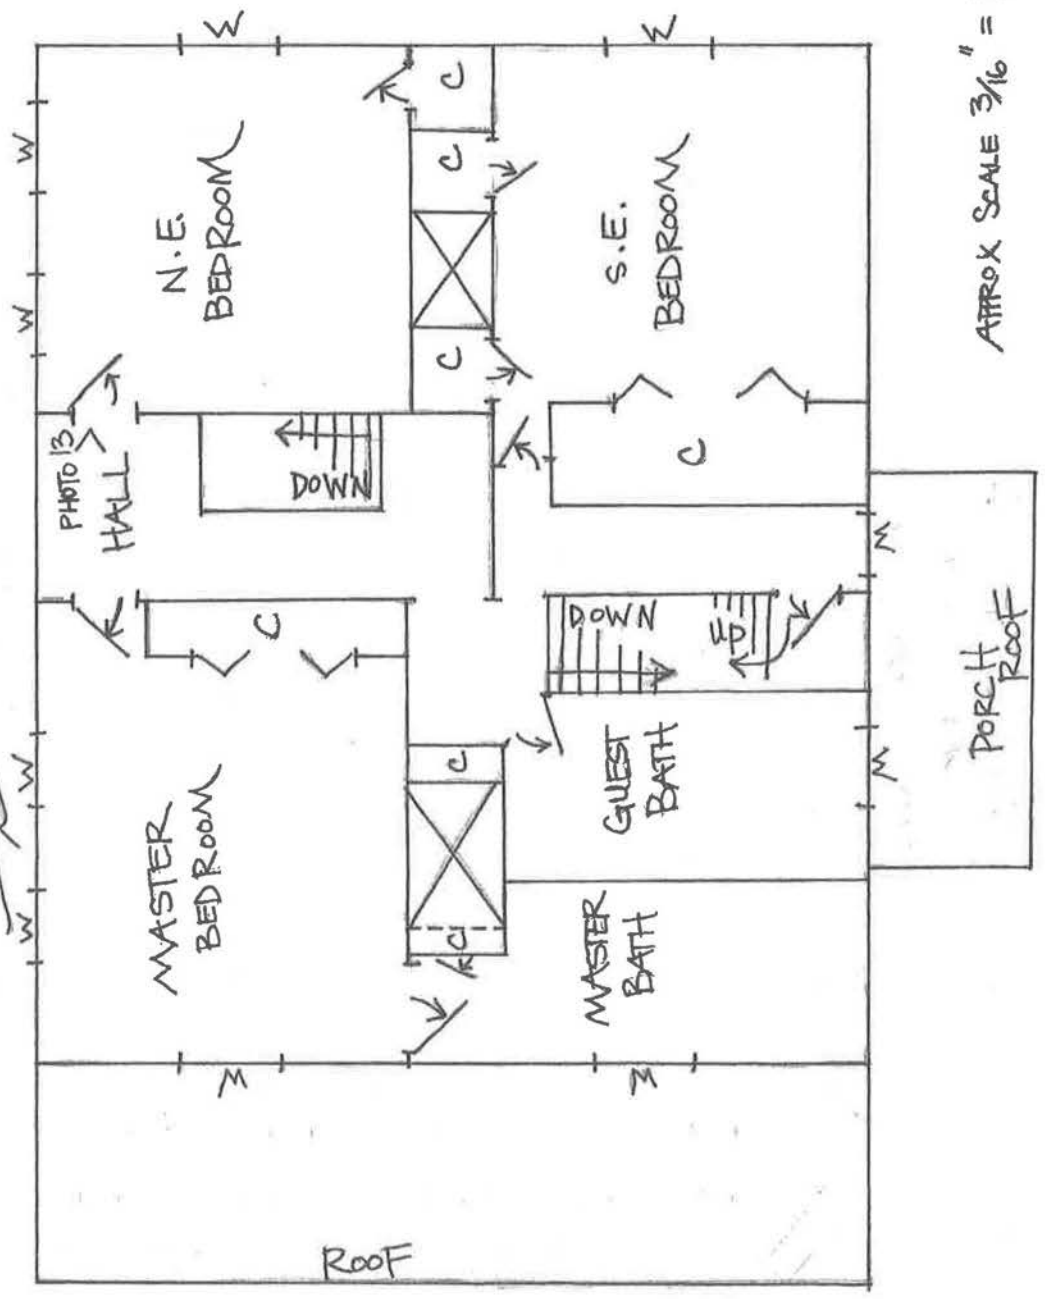 W
W
C
W
C
N.E.
BEDROOM
S.E.
BEDROOM
W
C
APPROX SCALE 3/16" =
PHOTO 13
HALL
DOWN
C
W
C
DOWN
UP
PORCH
ROOF
W
C
W
MASTER
BEDROOM
GUEST
BATH
W
C
MASTER
BATH
W
W
ROOF